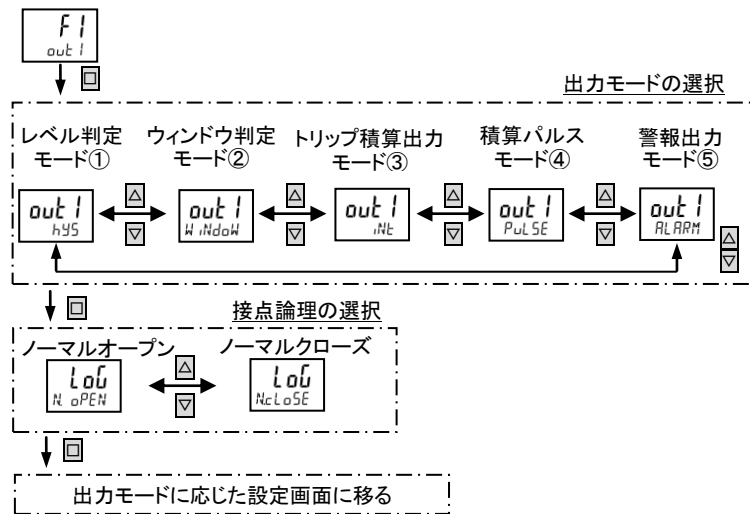 F1
out1
出力モードの選択
レベル判定
モード①
ウィンドウ判定
モード②
トリップ積算出力
モード③
積算パルス
モード④
警報出力
モード⑤
out1
hYS
out1
WiNdoW
out1
iNt
out1
PuLSE
out1
ALARM
接点論理の選択
ノーマルオープン
ノーマルクローズ
LoG
N. oPEN
LoG
N.cLoSE
出力モードに応じた設定画面に移る